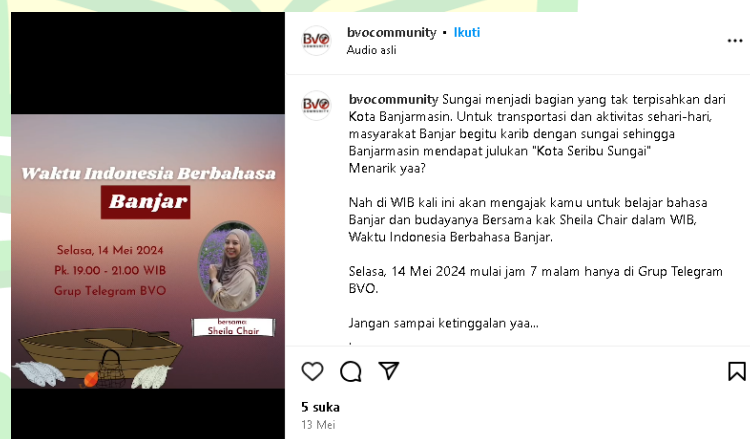 Waktu Indonesia Berbahasa
Banjar
Selasa, 14 Mei 2024
Pk. 19.00 - 21.00 WIB
Grup Telegram BVO
bersama:
Sheila Chair
BVO
COMMUNITY
bvocommunity • Ikuti
Audio asli
BVO
COMMUNITY
bvocommunity Sungai menjadi bagian yang tak terpisahkan dari
Kota Banjarmasin. Untuk transportasi dan aktivitas sehari-hari,
masyarakat Banjar begitu karib dengan sungai sehingga
Banjarmasin mendapat julukan "Kota Seribu Sungai"
Menarik yaa?
Nah di WIB kali ini akan mengajak kamu untuk belajar bahasa
Banjar dan budayanya Bersama kak Sheila Chair dalam WIB,
Waktu Indonesia Berbahasa Banjar.
Selasa, 14 Mei 2024 mulai jam 7 malam hanya di Grup Telegram
BVO.
Jangan sampai ketinggalan yaa...
.
5 suka
13 Mei